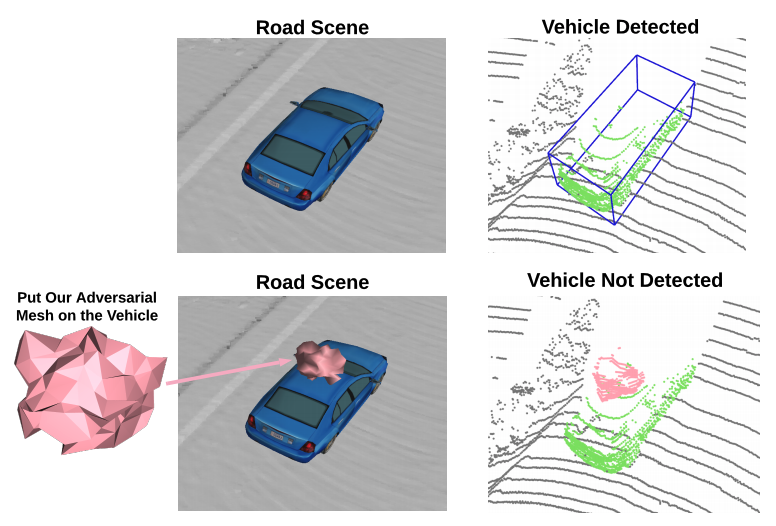 Road Scene
Vehicle Detected
Road Scene
Vehicle Not Detected
Put Our Adversarial
Mesh on the Vehicle